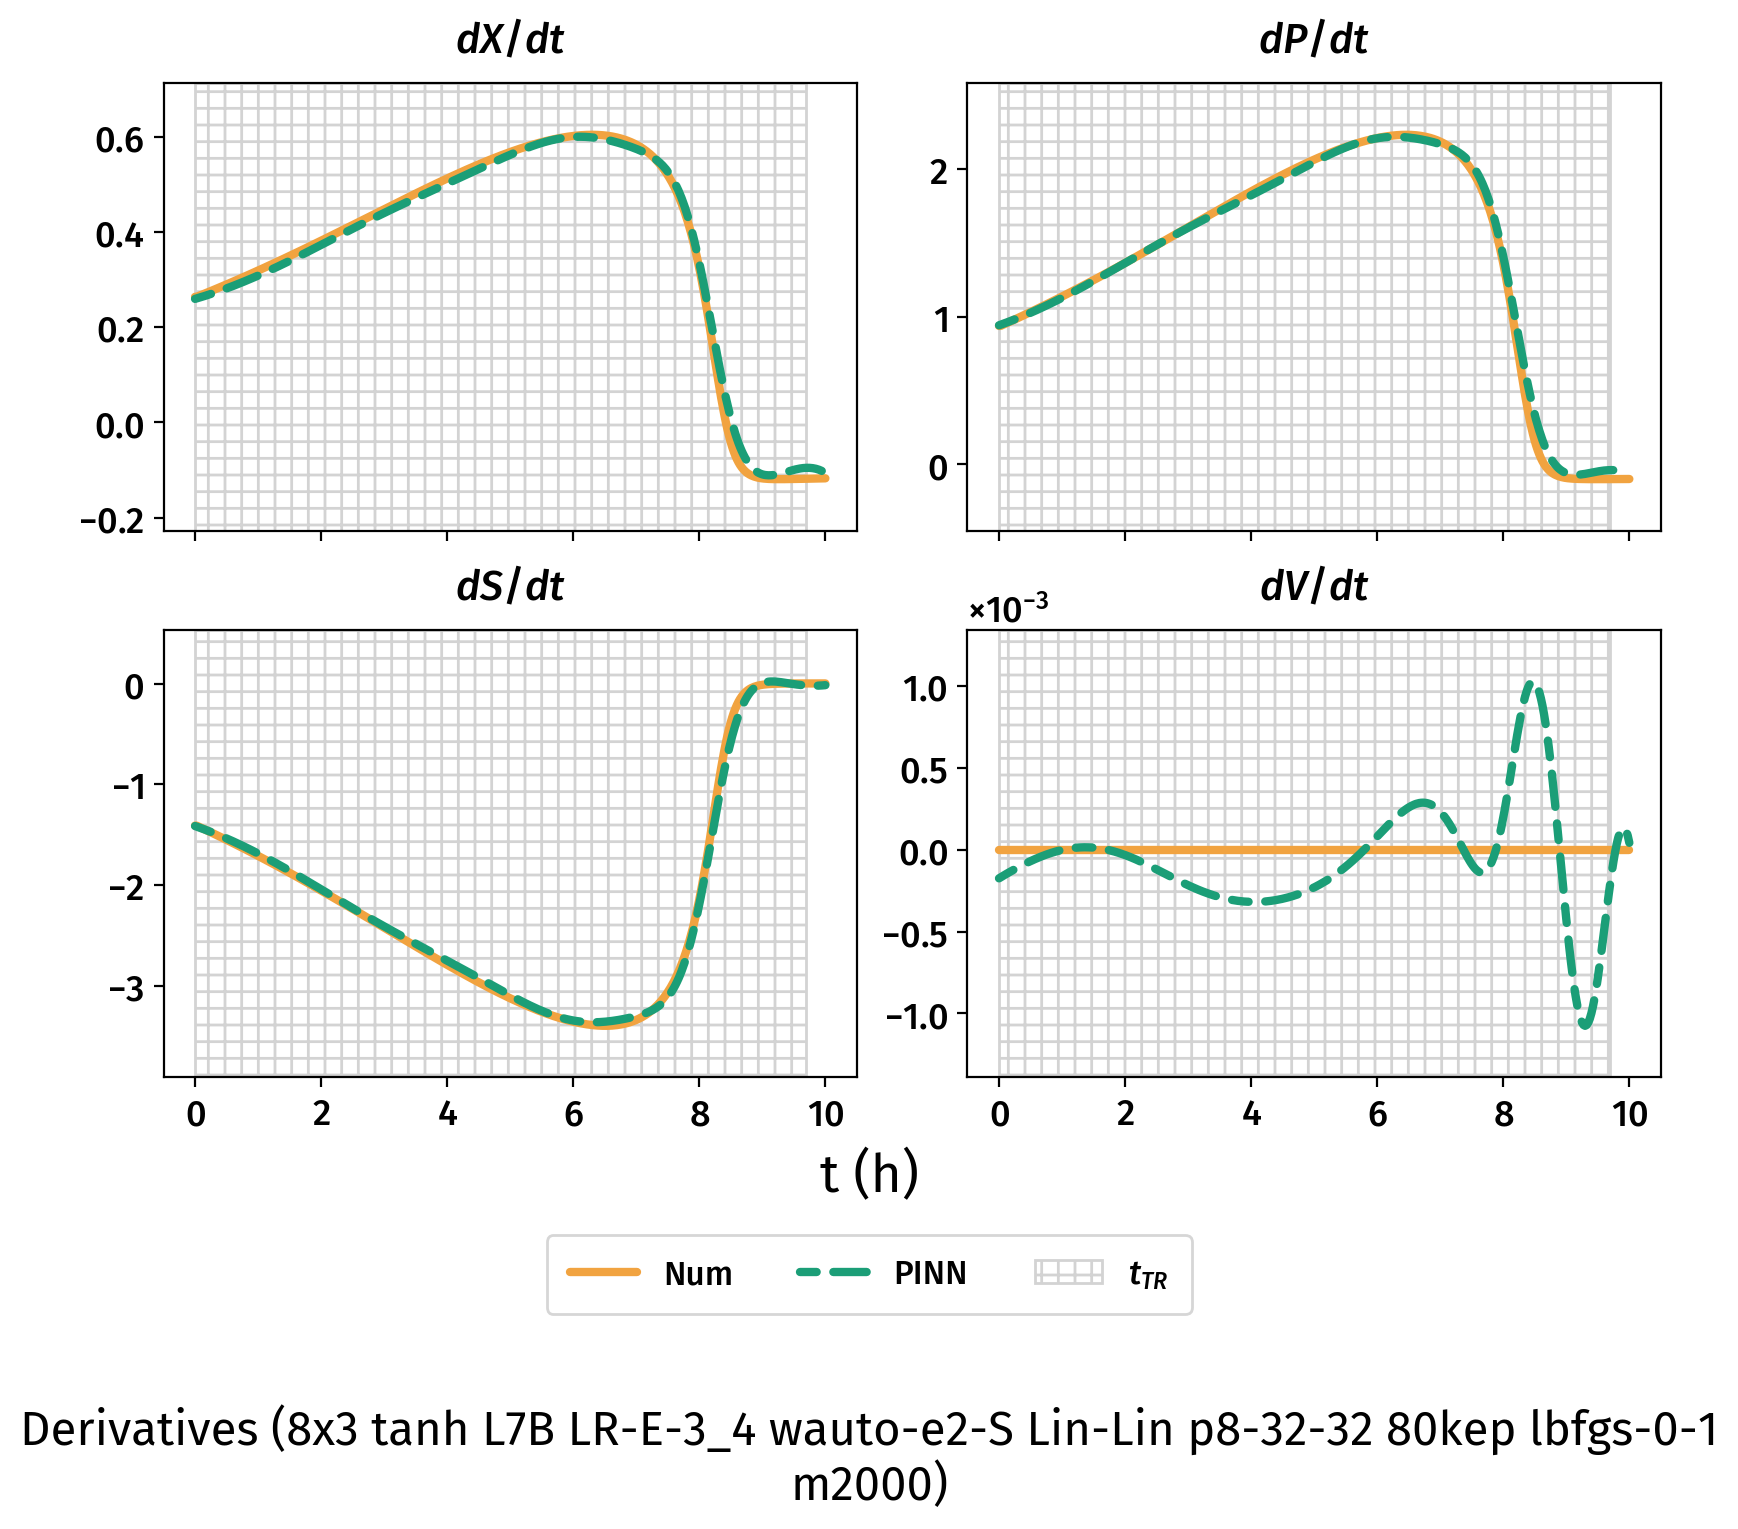 dX/dt
dP/dt
0.6
0.4
0.2
0.0
−0.2
2
1
0
dS/dt
dV/dt
×10⁻³
0
−1
−2
−3
1.0
0.5
0.0
−0.5
−1.0
0 2 4 6 8 10
0 2 4 6 8 10
t (h)
Num PINN t_TR
Derivatives (8x3 tanh L7B LR-E-3_4 wauto-e2-S Lin-Lin p8-32-32 80kep lbfgs-0-1
m2000)